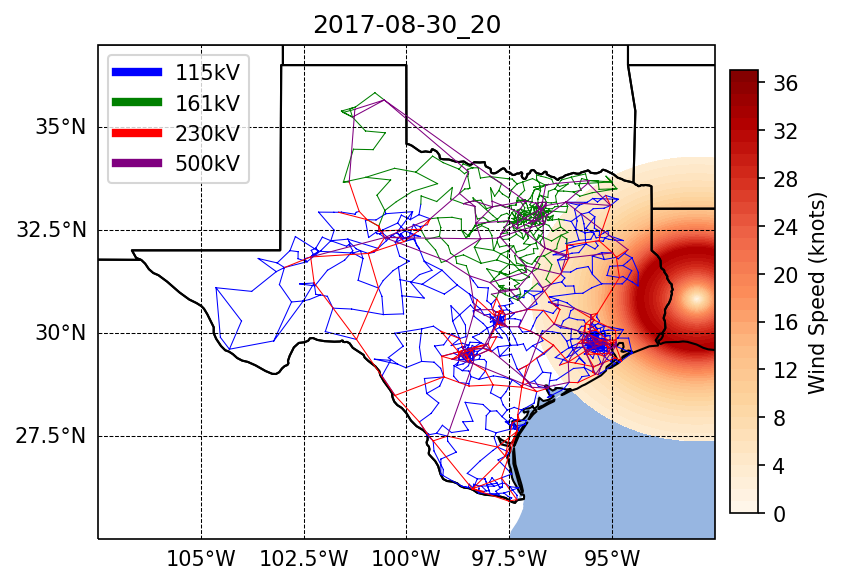 2017-08-30_20
115kV
161kV
230kV
500kV
35°N
32.5°N
30°N
27.5°N
105°W
102.5°W
100°W
97.5°W
95°W
36
32
28
24
20
16
12
8
4
0
Wind Speed (knots)